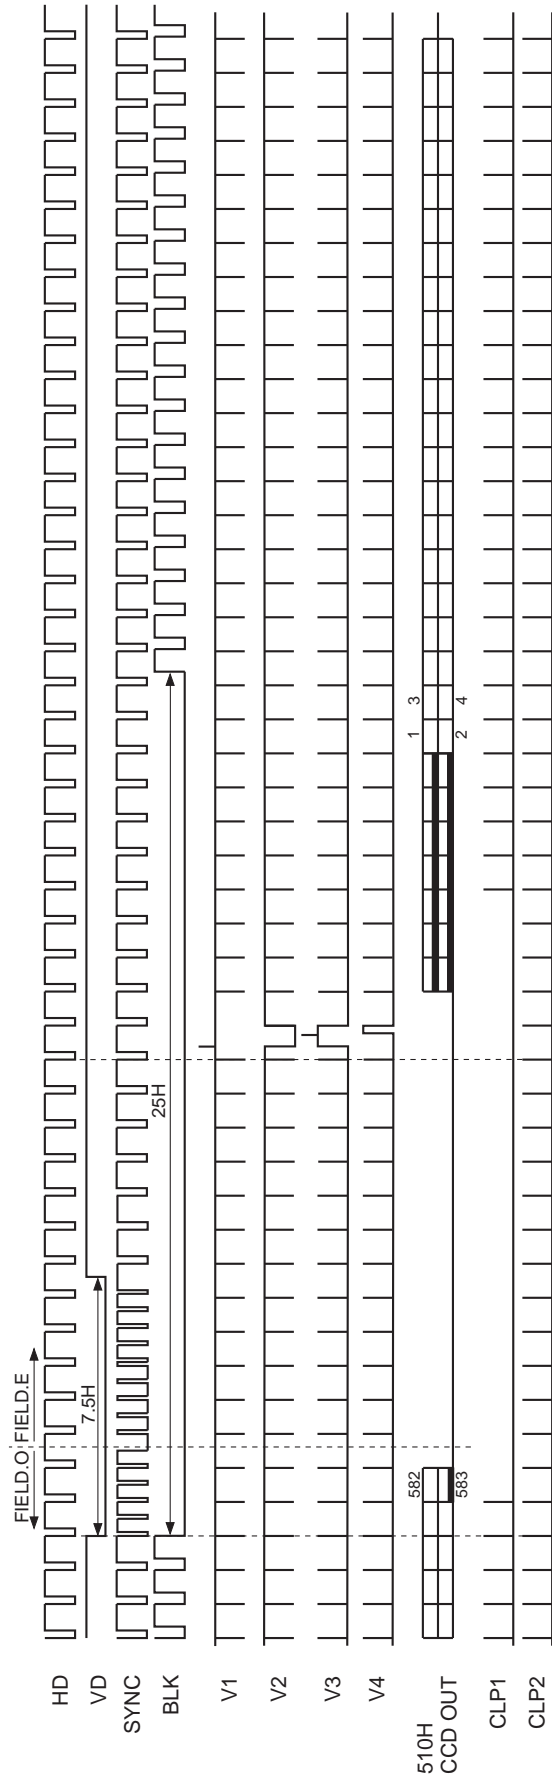 FIELD.O FIELD.E
HD
VD
7.5H
SYNC
BLK
25H
V1
V2
V3
V4
510H
CCD OUT
582
583
1 3
2 4
CLP1
CLP2